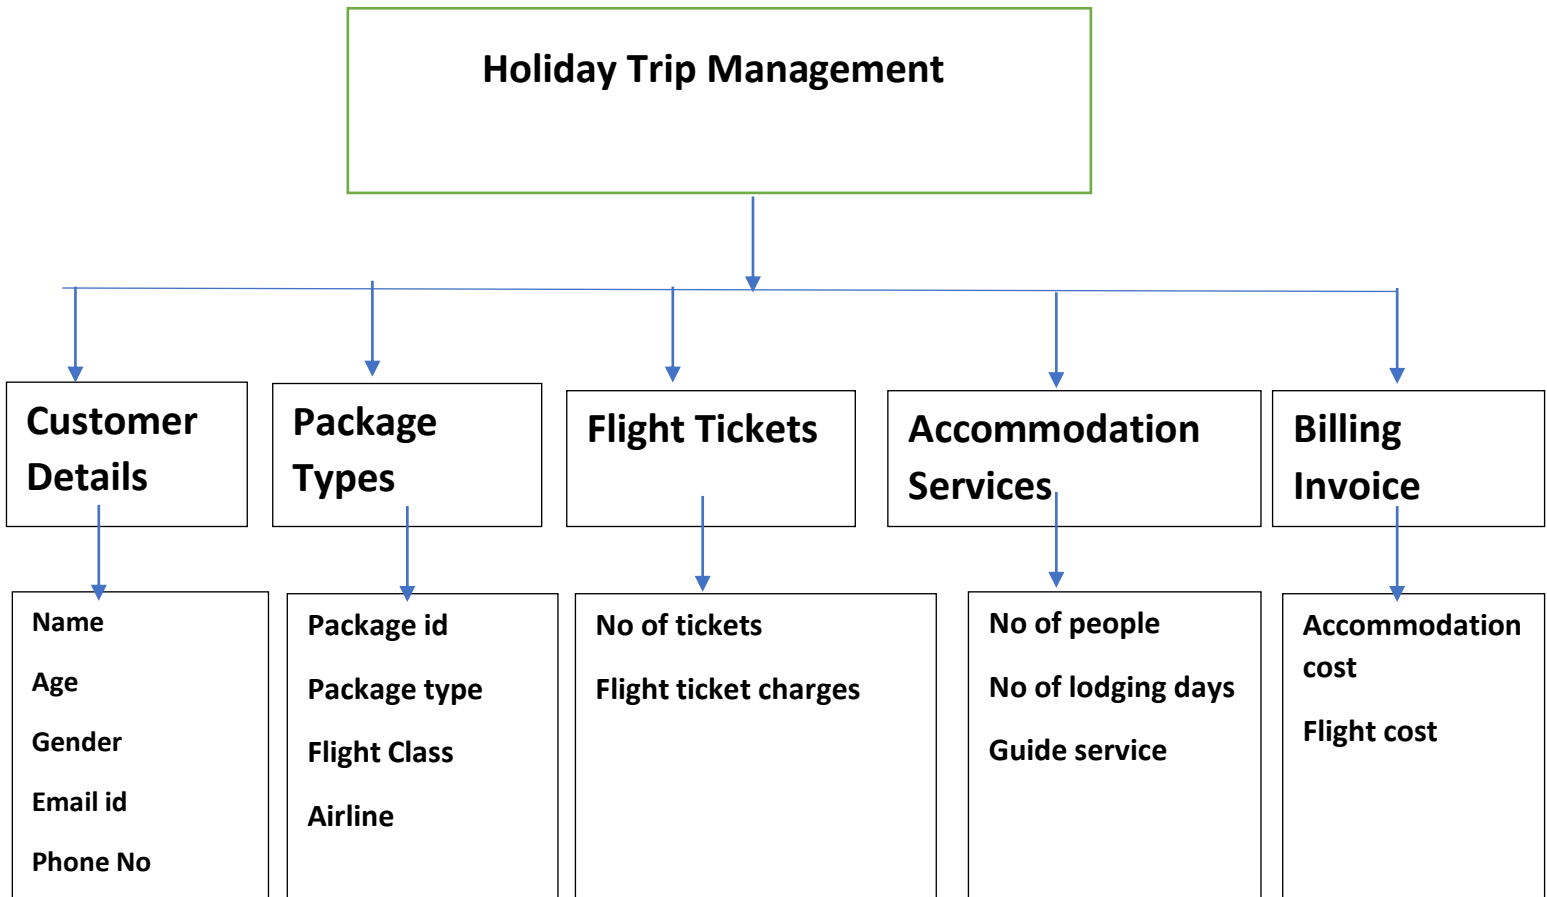 Holiday Trip Management
Customer
Details
Package
Types
Flight Tickets
Accommodation
Services
Billing
Invoice
Name
Age
Gender
Email id
Phone No
Package id
Package type
Flight Class
Airline
No of tickets
Flight ticket charges
No of people
No of lodging days
Guide service
Accommodation
cost
Flight cost